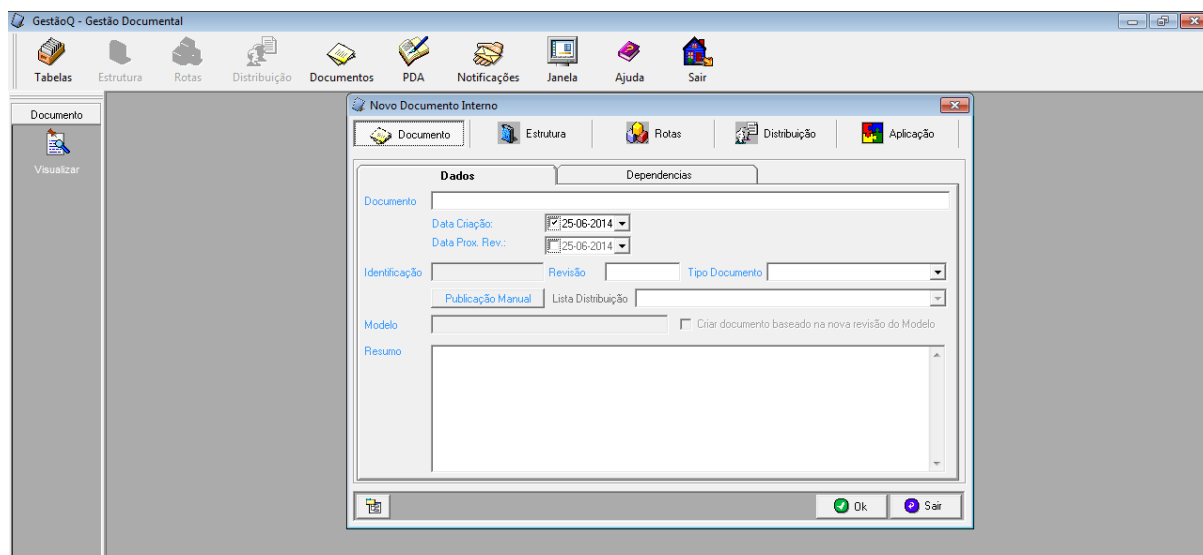 GestãoQ - Gestão Documental
Tabelas Estrutura Rotas Distribuição Documentos PDA Notificações Janela Ajuda Sair
Documento
Visualizar
Novo Documento Interno
Documento Estrutura Rotas Distribuição Aplicação
Dados Dependencias
Documento
Data Criação: 25-06-2014
Data Prox. Rev.: 25-06-2014
Identificação Revisão Tipo Documento
Publicação Manual Lista Distribuição
Modelo Criar documento baseado na nova revisão do Modelo
Resumo
Ok Sair